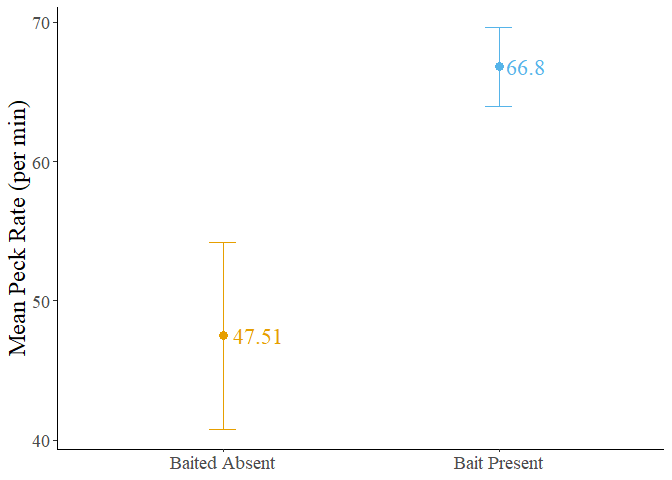 Mean Peck Rate (per min)
70
60
50
40
66.8
47.51
Baited Absent
Bait Present